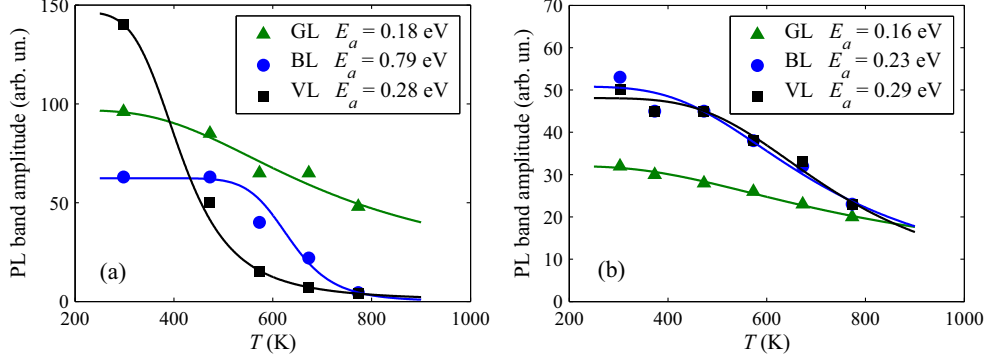 150
100
50
0
PL band amplitude (arb. un.)
GL E_a = 0.18 eV
BL E_a = 0.79 eV
VL E_a = 0.28 eV
(a)
200 400 600 800 1000
T (K)
70
60
50
40
30
20
10
0
PL band amplitude (arb. un.)
GL E_a = 0.16 eV
BL E_a = 0.23 eV
VL E_a = 0.29 eV
(b)
200 400 600 800 1000
T (K)